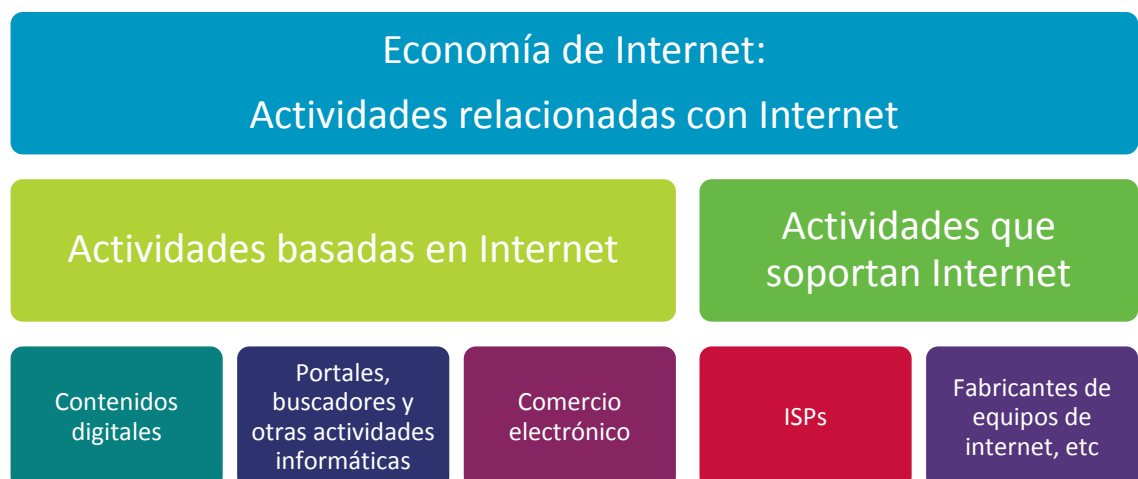 Economía de Internet:
Actividades relacionadas con Internet
Actividades basadas en Internet
Actividades que
soportan Internet
Contenidos
digitales
Portales,
buscadores y
otras actividades
informáticas
Comercio
electrónico
ISPs
Fabricantes de
equipos de
internet, etc